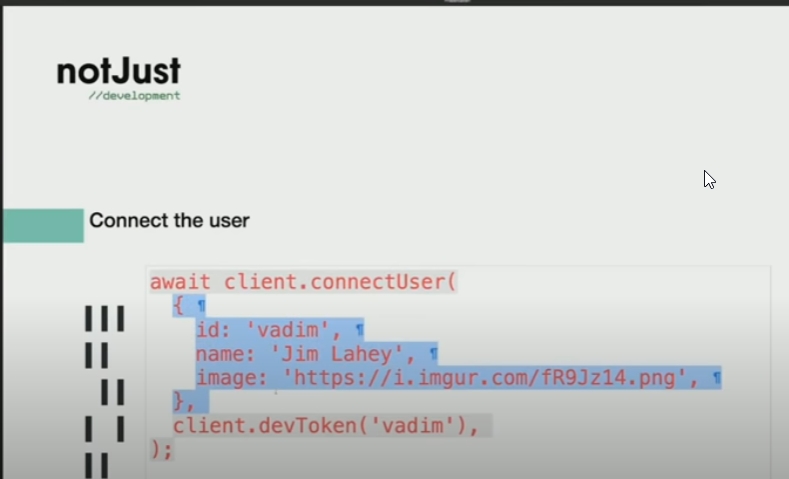 notJust
//development
Connect the user
await client.connectUser(
{ ¶
id: 'vadim', ¶
name: 'Jim Lahey', ¶
image: 'https://i.imgur.com/fR9Jz14.png', ¶
},
client.devToken('vadim'),
);